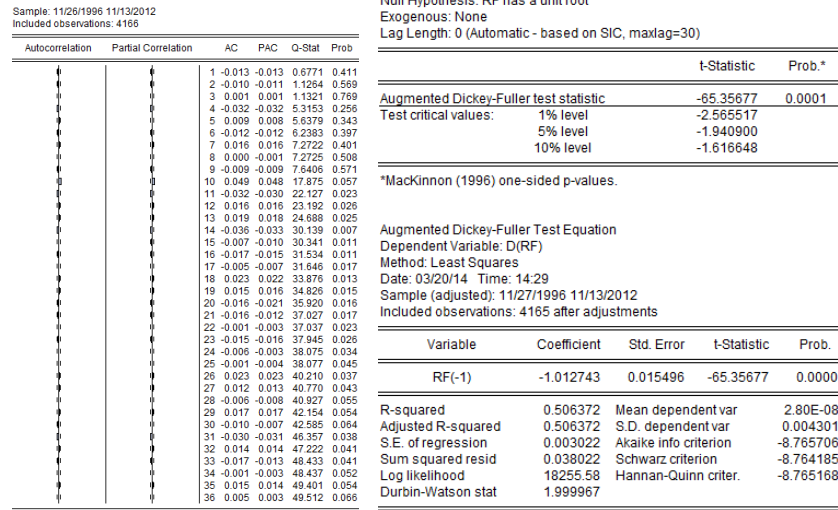 Sample: 11/26/1996 11/13/2012
Included observations: 4166
Autocorrelation Partial Correlation AC PAC Q-Stat Prob
1 -0.013 -0.013 0.6771 0.411
2 -0.010 -0.011 1.1264 0.569
3 0.001 0.001 1.1321 0.769
4 -0.032 -0.032 5.3153 0.256
5 0.009 0.008 5.6379 0.343
6 -0.012 -0.012 6.2383 0.397
7 0.016 0.016 7.2722 0.401
8 0.000 -0.001 7.2725 0.508
9 -0.009 -0.009 7.6406 0.571
10 0.049 0.048 17.875 0.057
11 -0.032 -0.030 22.127 0.023
12 0.016 0.016 23.192 0.026
13 0.019 0.018 24.688 0.025
14 -0.036 -0.033 30.139 0.007
15 -0.007 -0.010 30.341 0.011
16 -0.017 -0.015 31.534 0.011
17 -0.005 -0.007 31.646 0.017
18 0.023 0.022 33.876 0.013
19 0.015 0.016 34.826 0.015
20 -0.016 -0.021 35.920 0.016
21 -0.016 -0.012 37.027 0.017
22 -0.001 -0.003 37.037 0.023
23 -0.015 -0.016 37.945 0.026
24 -0.006 -0.003 38.075 0.034
25 -0.001 -0.004 38.077 0.045
26 0.023 0.023 40.210 0.037
27 0.012 0.013 40.770 0.043
28 -0.006 -0.008 40.927 0.055
29 0.017 0.017 42.154 0.054
30 -0.010 -0.007 42.585 0.064
31 -0.030 -0.031 46.357 0.038
32 0.014 0.014 47.222 0.041
33 -0.017 -0.013 48.433 0.041
34 -0.001 -0.003 48.437 0.052
35 0.015 0.014 49.401 0.054
36 0.005 0.003 49.512 0.066
Null Hypothesis: RF has a unit root
Exogenous: None
Lag Length: 0 (Automatic - based on SIC, maxlag=30)
t-Statistic Prob.*
Augmented Dickey-Fuller test statistic -65.35677 0.0001
Test critical values: 1% level -2.565517
5% level -1.940900
10% level -1.616648
*MacKinnon (1996) one-sided p-values.
Augmented Dickey-Fuller Test Equation
Dependent Variable: D(RF)
Method: Least Squares
Date: 03/20/14 Time: 14:29
Sample (adjusted): 11/27/1996 11/13/2012
Included observations: 4165 after adjustments
Variable Coefficient Std. Error t-Statistic Prob.
RF(-1) -1.012743 0.015496 -65.35677 0.0000
R-squared 0.506372 Mean dependent var 2.80E-08
Adjusted R-squared 0.506372 S.D. dependent var 0.004301
S.E. of regression 0.003022 Akaike info criterion -8.765706
Sum squared resid 0.038022 Schwarz criterion -8.764185
Log likelihood 18255.58 Hannan-Quinn criter. -8.765168
Durbin-Watson stat 1.999967